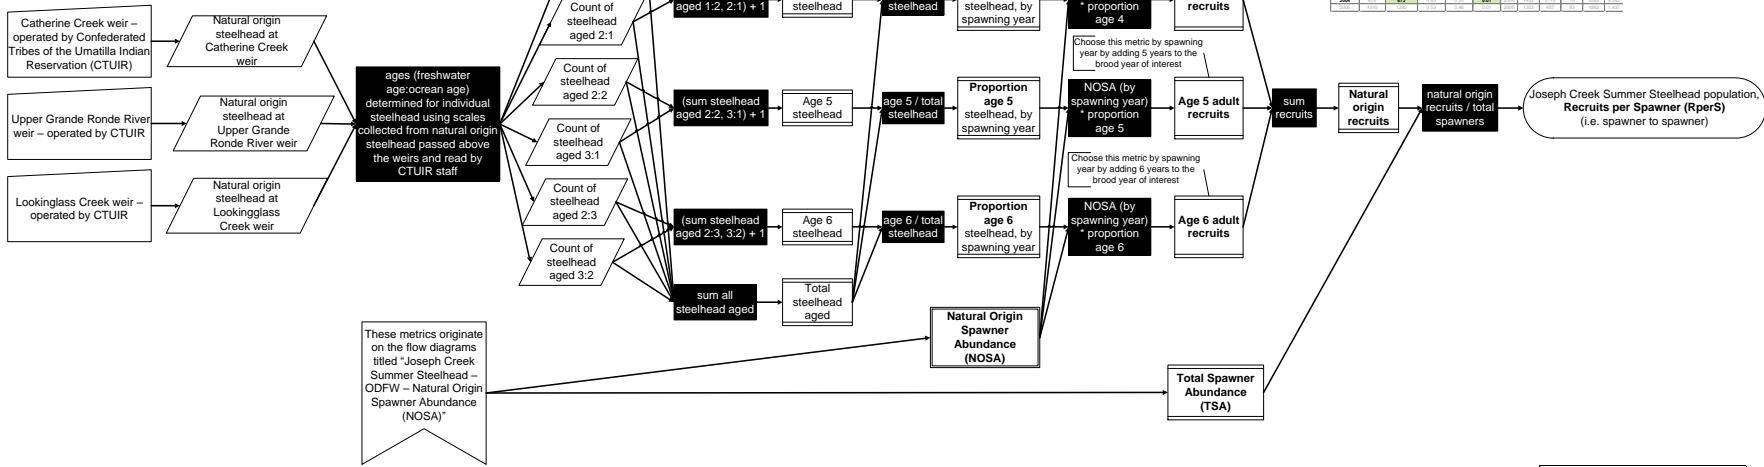 Catherine Creek weir –
operated by Confederated
Tribes of the Umatilla Indian
Reservation (CTUIR)
Natural origin
steelhead at
Catherine Creek
weir
Upper Grande Ronde River
weir – operated by CTUIR
Natural origin
steelhead at
Upper Grande
Ronde River weir
Lookinglass Creek weir –
operated by CTUIR
Natural origin
steelhead at
Lookingglass
Creek weir
ages (freshwater
age:ocrean age)
determined for individual
steelhead using scales
collected from natural origin
steelhead passed above
the weirs and read by
CTUIR staff
Count of
steelhead
aged 2:1
Count of
steelhead
aged 2:2
Count of
steelhead
aged 3:1
Count of
steelhead
aged 2:3
Count of
steelhead
aged 3:2
aged 1:2, 2:1) + 1
(sum steelhead
aged 2:2, 3:1) + 1
(sum steelhead
aged 2:3, 3:2) + 1
sum all
steelhead aged
steelhead
Age 5
steelhead
Age 6
steelhead
Total
steelhead
aged
steelhead
age 5 / total
steelhead
age 6 / total
steelhead
steelhead, by
spawning year
Proportion
age 5
steelhead, by
spawning year
Proportion
age 6
steelhead, by
spawning year
* proportion
age 4
NOSA (by
spawning year)
* proportion
age 5
NOSA (by
spawning year)
* proportion
age 6
recruits
Choose this metric by spawning
year by adding 5 years to the
brood year of interest
Age 5 adult
recruits
Choose this metric by spawning
year by adding 6 years to the
brood year of interest
Age 6 adult
recruits
sum
recruits
Natural
origin
recruits
natural origin
recruits / total
spawners
Joseph Creek Summer Steelhead population,
Recruits per Spawner (RperS)
(i.e. spawner to spawner)
These metrics originate
on the flow diagrams
titled “Joseph Creek
Summer Steelhead –
ODFW – Natural Origin
Spawner Abundance
(NOSA)”
Natural Origin
Spawner
Abundance
(NOSA)
Total Spawner
Abundance
(TSA)